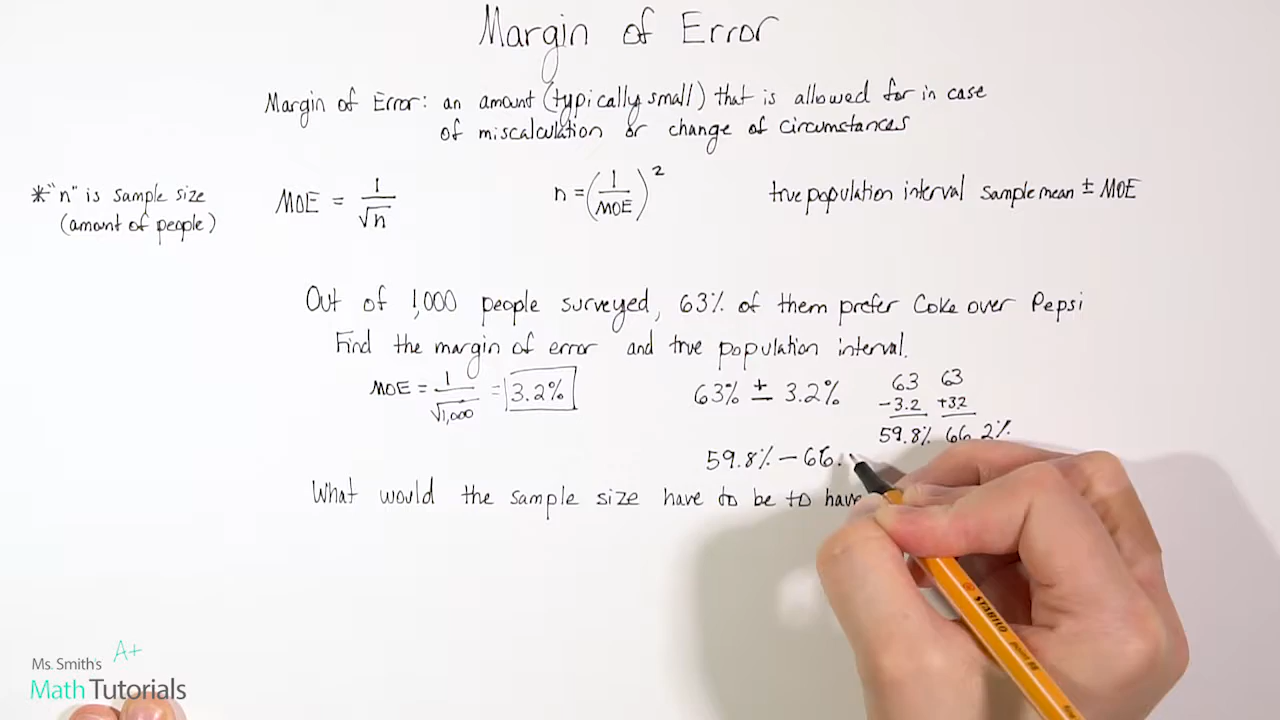 Margin of Error
Margin of Error: an amount (typically small) that is allowed for in case
of miscalculation or change of circumstances
*"n" is sample size
(amount of people)
MOE = 1/√n
n = (1/MOE)²
true population interval sample mean ± MOE
Out of 1,000 people surveyed, 63% of them prefer Coke over Pepsi
Find the margin of error and true population interval.
MOE = 1/√1,000 = 3.2%
63% ± 3.2%
63 63
-3.2 +3.2
59.8% 66.2%
59.8% - 66.
What would the sample size have to be to have
STABILO
Ms. Smith's A+
Math Tutorials